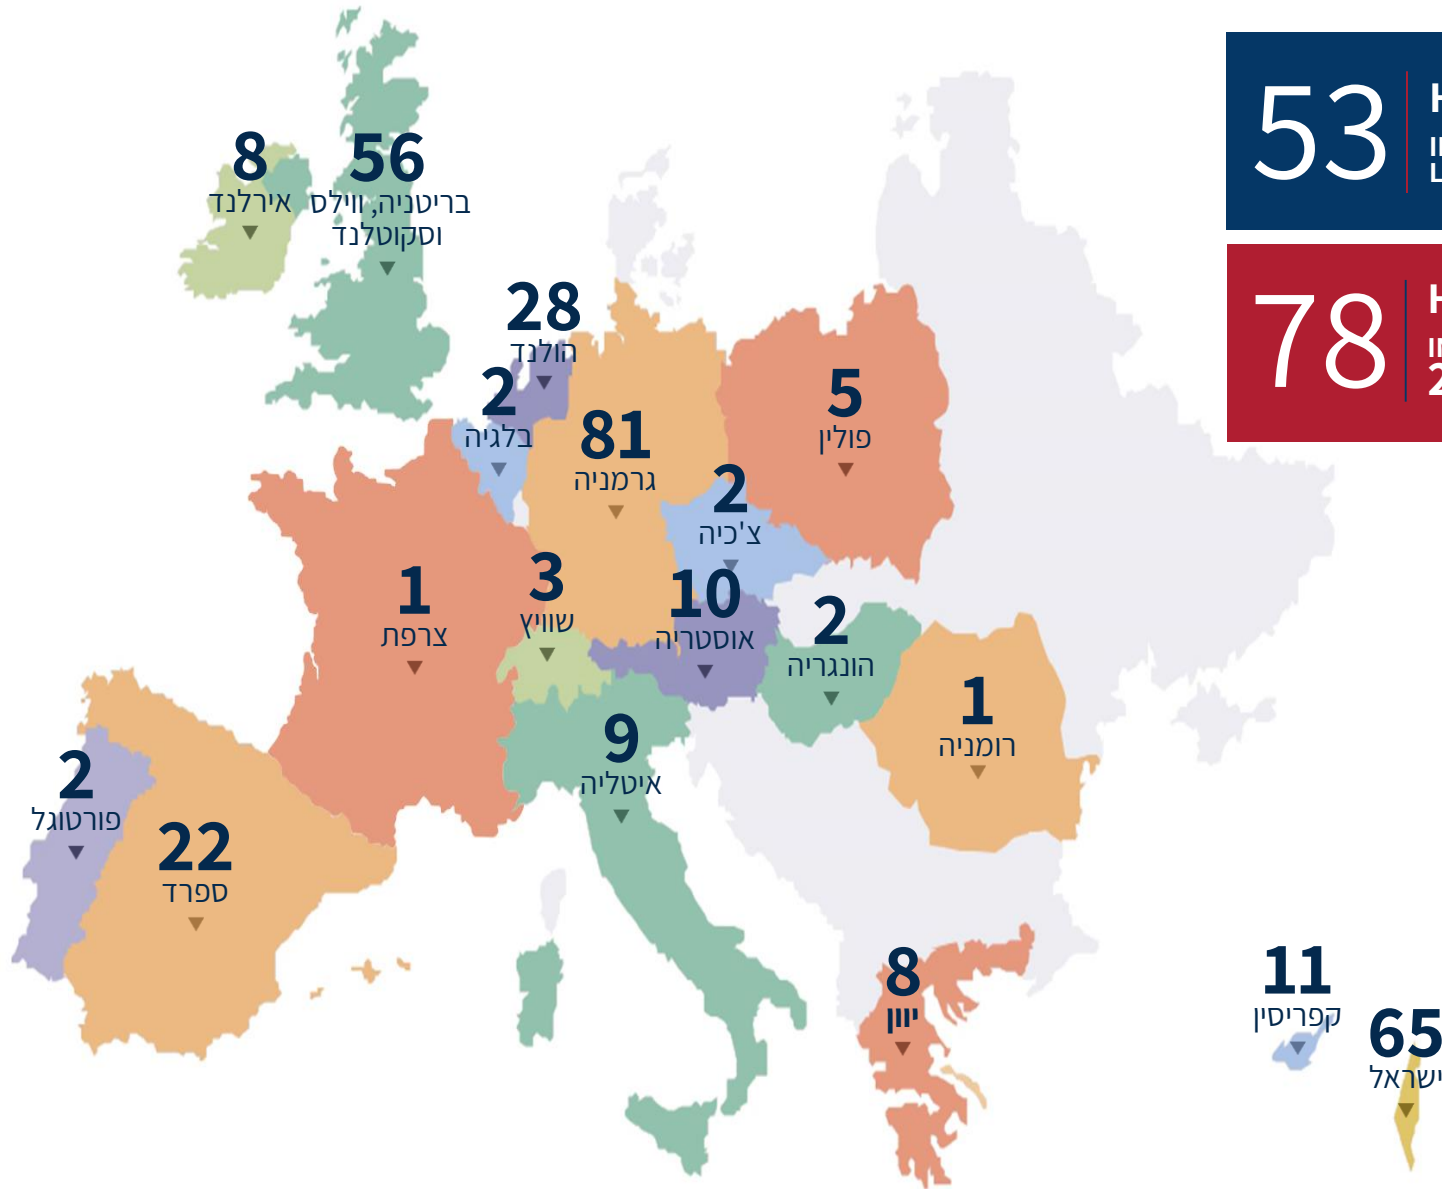 53
78
8
אירלנד
56
בריטניה, ווילס
וסקוטלנד
28
הולנד
2
בלגיה
81
גרמניה
5
פולין
2
צ'כיה
1
צרפת
3
שוויץ
10
אוסטריה
2
הונגריה
1
רומניה
9
איטליה
2
פורטוגל
22
ספרד
8
יוון
11
קפריסין
65
ישראל